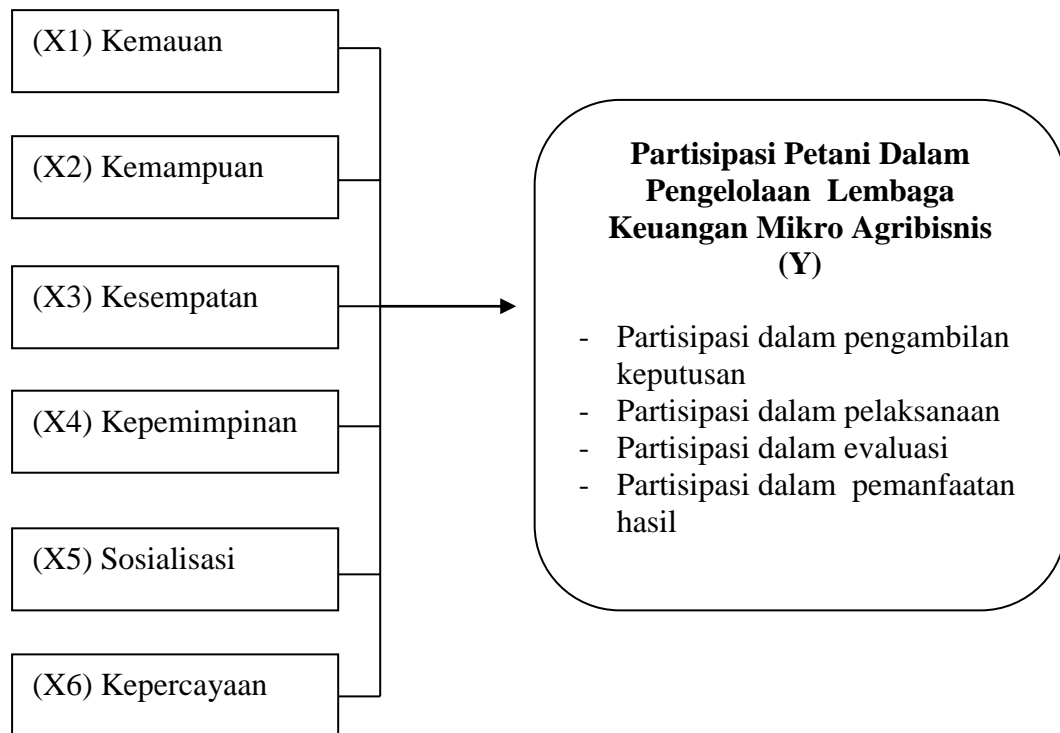 (X1) Kemauan
(X2) Kemampuan
(X3) Kesempatan
(X4) Kepemimpinan
(X5) Sosialisasi
(X6) Kepercayaan
Partisipasi Petani Dalam
Pengelolaan Lembaga
Keuangan Mikro Agribisnis
(Y)
- Partisipasi dalam pengambilan
keputusan
- Partisipasi dalam pelaksanaan
- Partisipasi dalam evaluasi
- Partisipasi dalam pemanfaatan
hasil